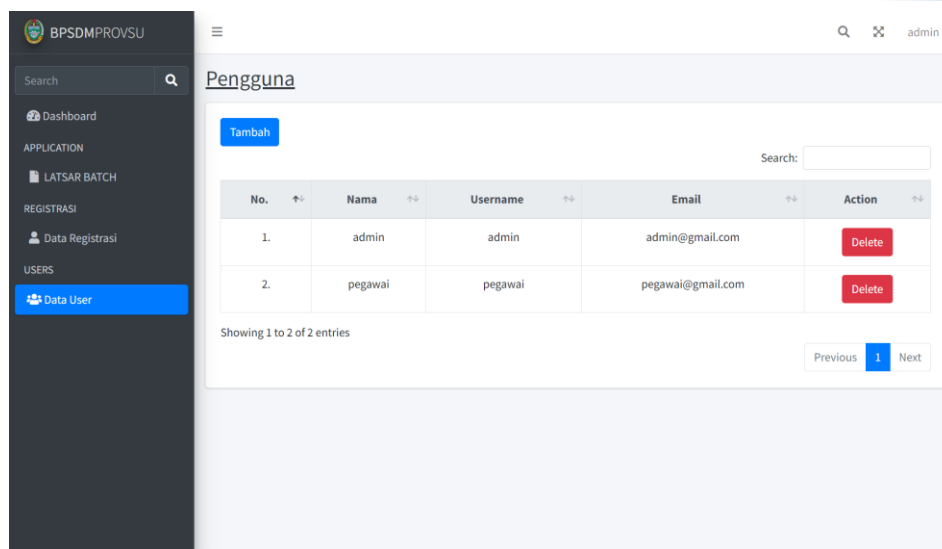 BPSDMPROVSU
admin
Search
Pengguna
Dashboard
Tambah
APPLICATION
Search:
LATSAR BATCH
No. Nama Username Email Action
REGISTRASI
Data Registrasi
1. admin admin admin@gmail.com Delete
USERS
2. pegawai pegawai pegawai@gmail.com Delete
Data User
Showing 1 to 2 of 2 entries
Previous 1 Next